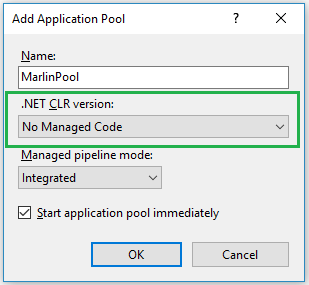 Add Application Pool
Name:
MarlinPool
.NET CLR version:
No Managed Code
Managed pipeline mode:
Integrated
Start application pool immediately
OK
Cancel